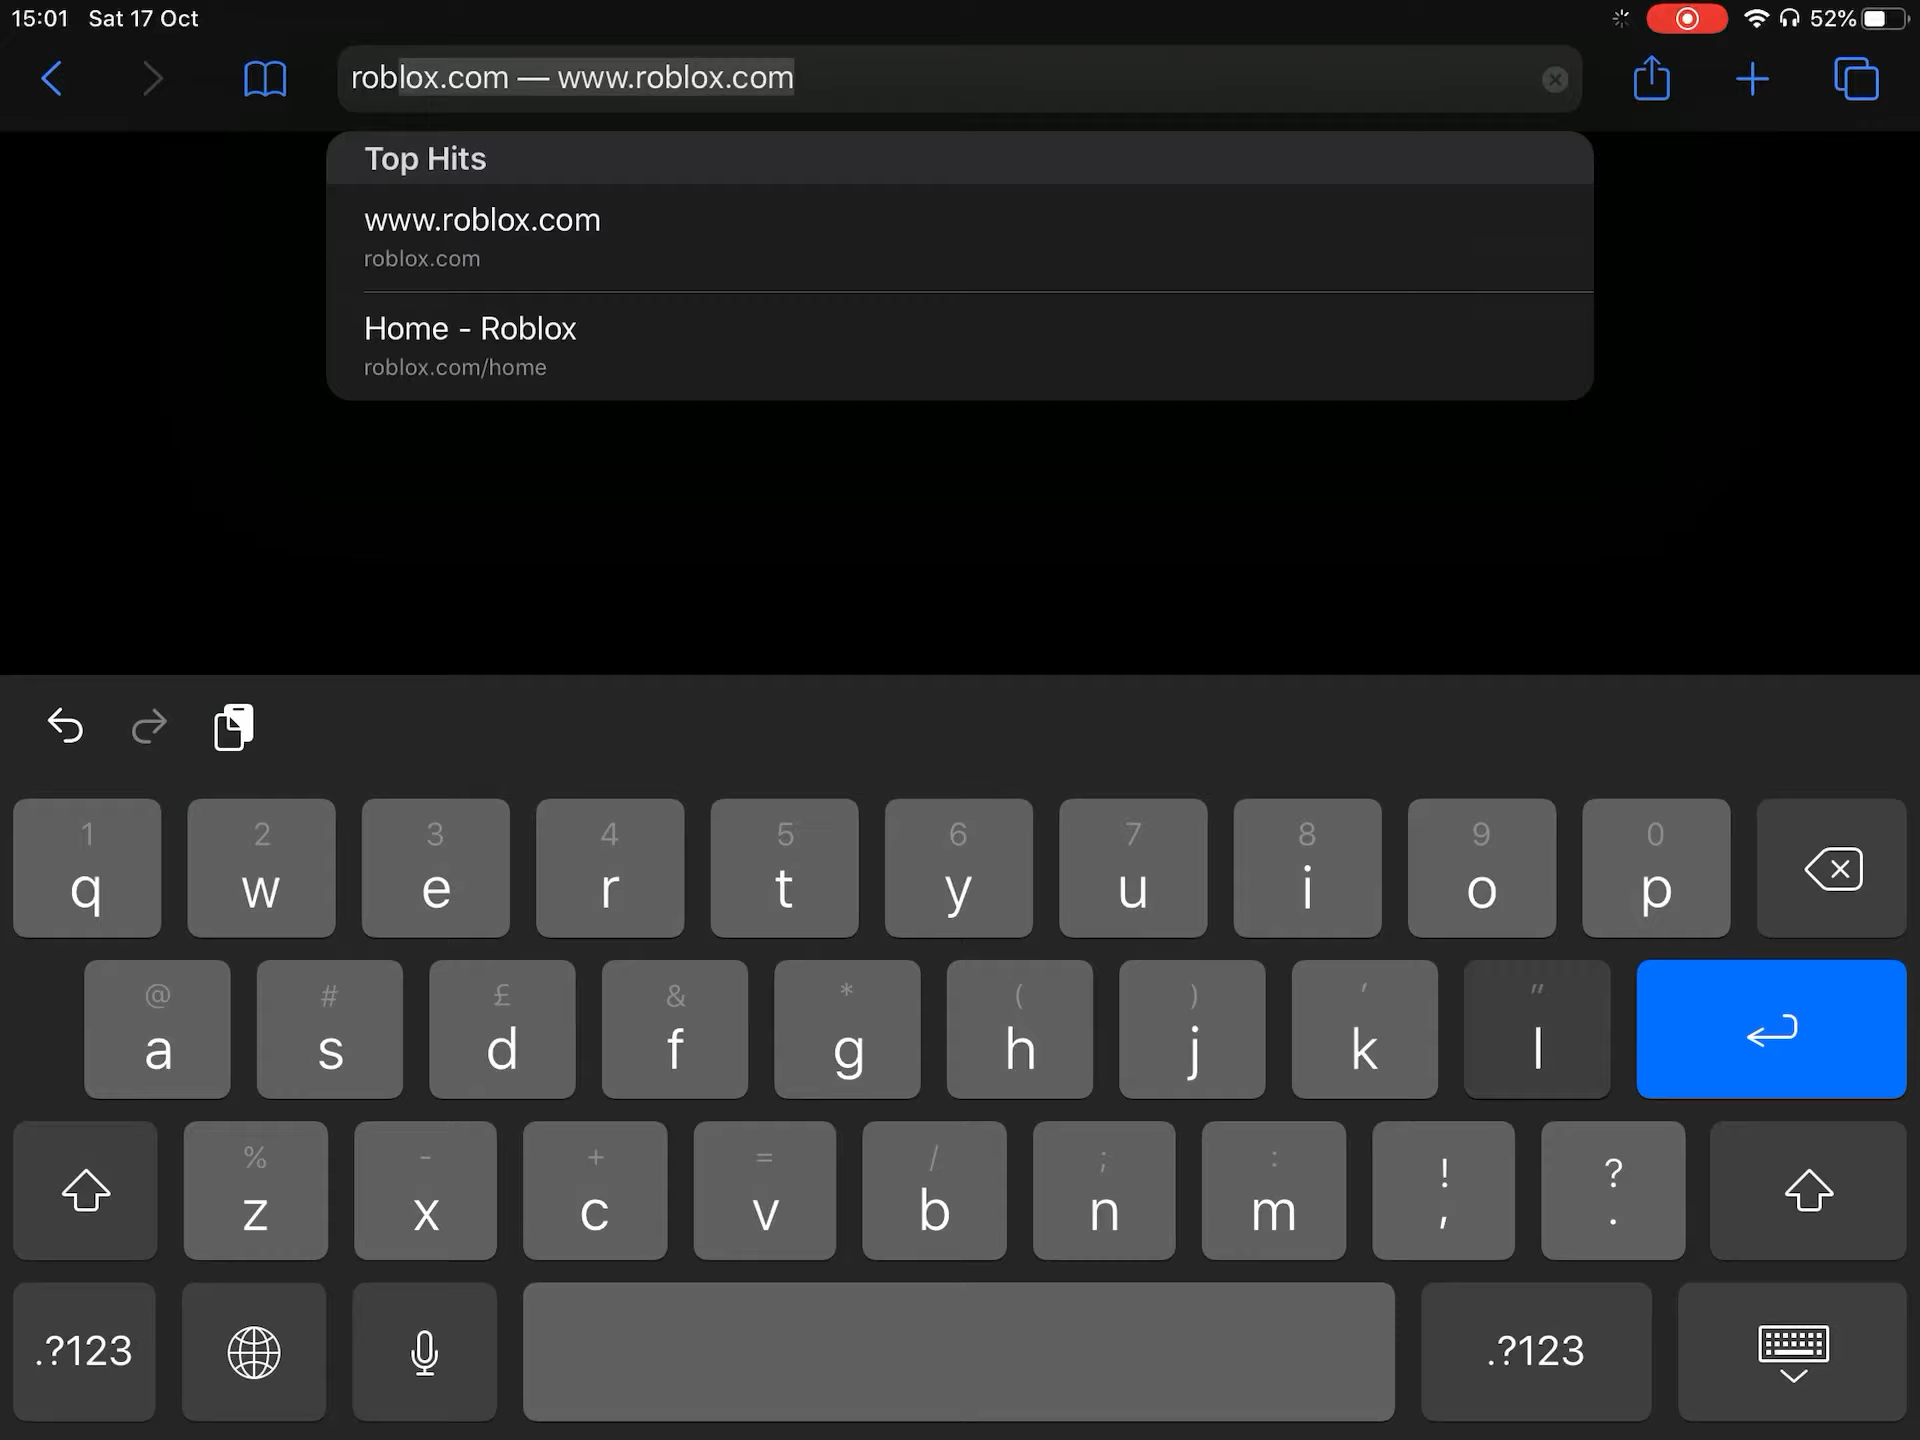 15:01 Sat 17 Oct 52%
roblox.com — www.roblox.com
Top Hits
www.roblox.com
roblox.com
Home - Roblox
roblox.com/home
1 2 3 4 5 6 7 8 9 0
q w e r t y u i o p
@ # £ & * ( ) ' "
a s d f g h j k l
% - + = / ; : ! ?
z x c v b n m , .
.?123 .?123